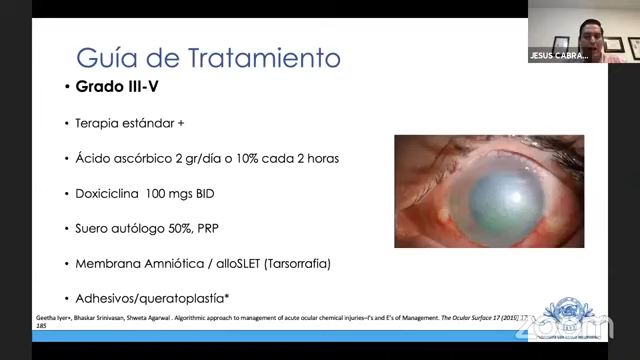 JESUS CABRA...
Guía de Tratamiento
• Grado III-V
• Terapia estándar +
• Ácido ascórbico 2 gr/día o 10% cada 2 horas
• Doxiciclina 100 mgs BID
• Suero autólogo 50%, PRP
• Membrana Amniótica / alloSLET (Tarsorrafia)
• Adhesivos/queratoplastía*
Geetha Iyer*, Bhaskar Srinivasan, Shweta Agarwal . Algorithmic approach to management of acute ocular chemical injuries–I's and E's of Management. The Ocular Surface 17 (2019)
185
zoom